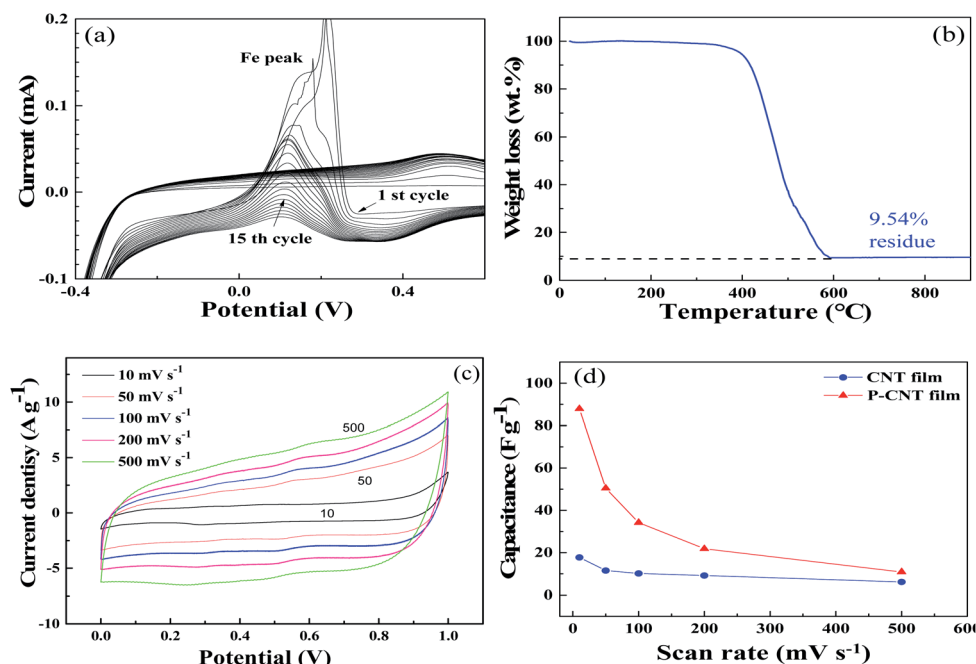 (a)
0.2
0.1
0.0
-0.1
Current (mA)
Fe peak
1 st cycle
15 th cycle
-0.4
0.0
0.4
Potential (V)
(b)
100
80
60
40
20
0
Weight loss (wt.%)
9.54%
residue
0
200
400
600
800
Temperature (°C)
(c)
10 mV s⁻¹
50 mV s⁻¹
100 mV s⁻¹
200 mV s⁻¹
500 mV s⁻¹
10
5
0
-5
-10
Current dentisy (A g⁻¹)
500
50
10
0.0
0.2
0.4
0.6
0.8
1.0
Potential (V)
(d)
CNT film
P-CNT film
100
80
60
40
20
0
Capacitance (F g⁻¹)
0
100
200
300
400
500
600
Scan rate (mV s⁻¹)